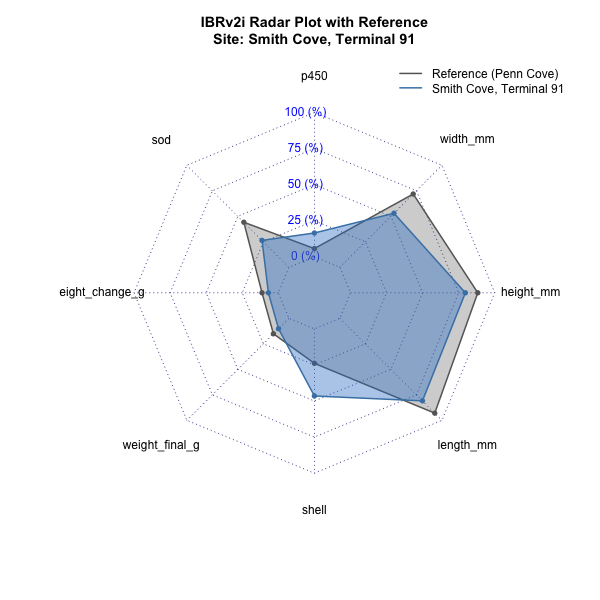 IBRv2i Radar Plot with Reference
Site: Smith Cove, Terminal 91
p450
Reference (Penn Cove)
Smith Cove, Terminal 91
100 (%)
sod
width_mm
75 (%)
50 (%)
25 (%)
0 (%)
eight_change_g
height_mm
weight_final_g
length_mm
shell